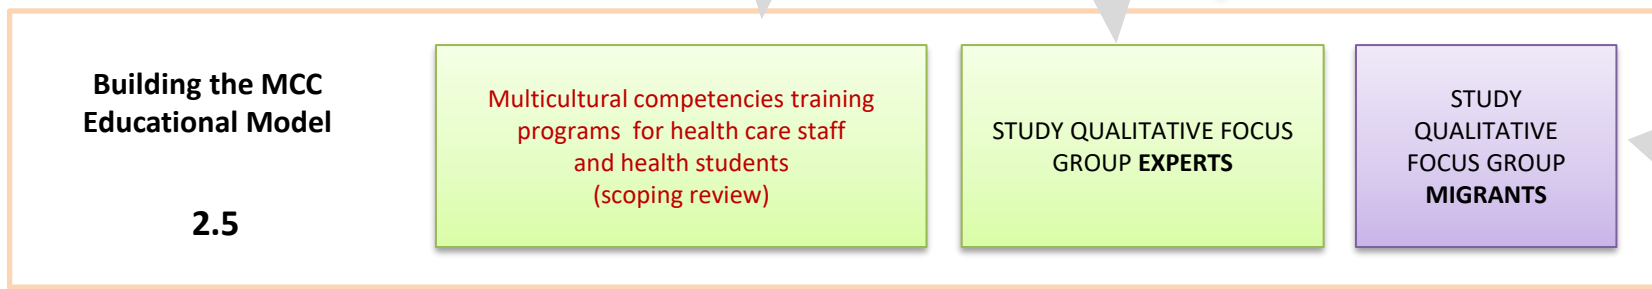 Building the MCC
Educational Model
2.5
Multicultural competencies training
programs for health care staff
and health students
(scoping review)
STUDY QUALITATIVE FOCUS
GROUP EXPERTS
STUDY
QUALITATIVE
FOCUS GROUP
MIGRANTS